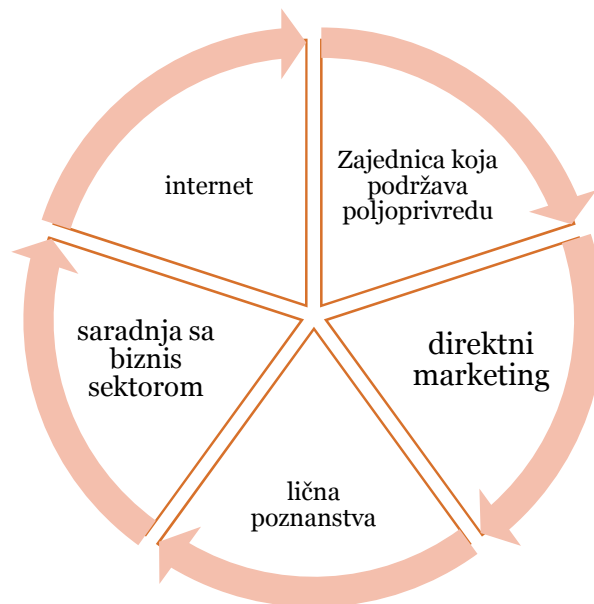 Zajednica koja
podržava
poljoprivredu
direktni
marketing
lična
poznanstva
saradnja sa
biznis
sektorom
internet